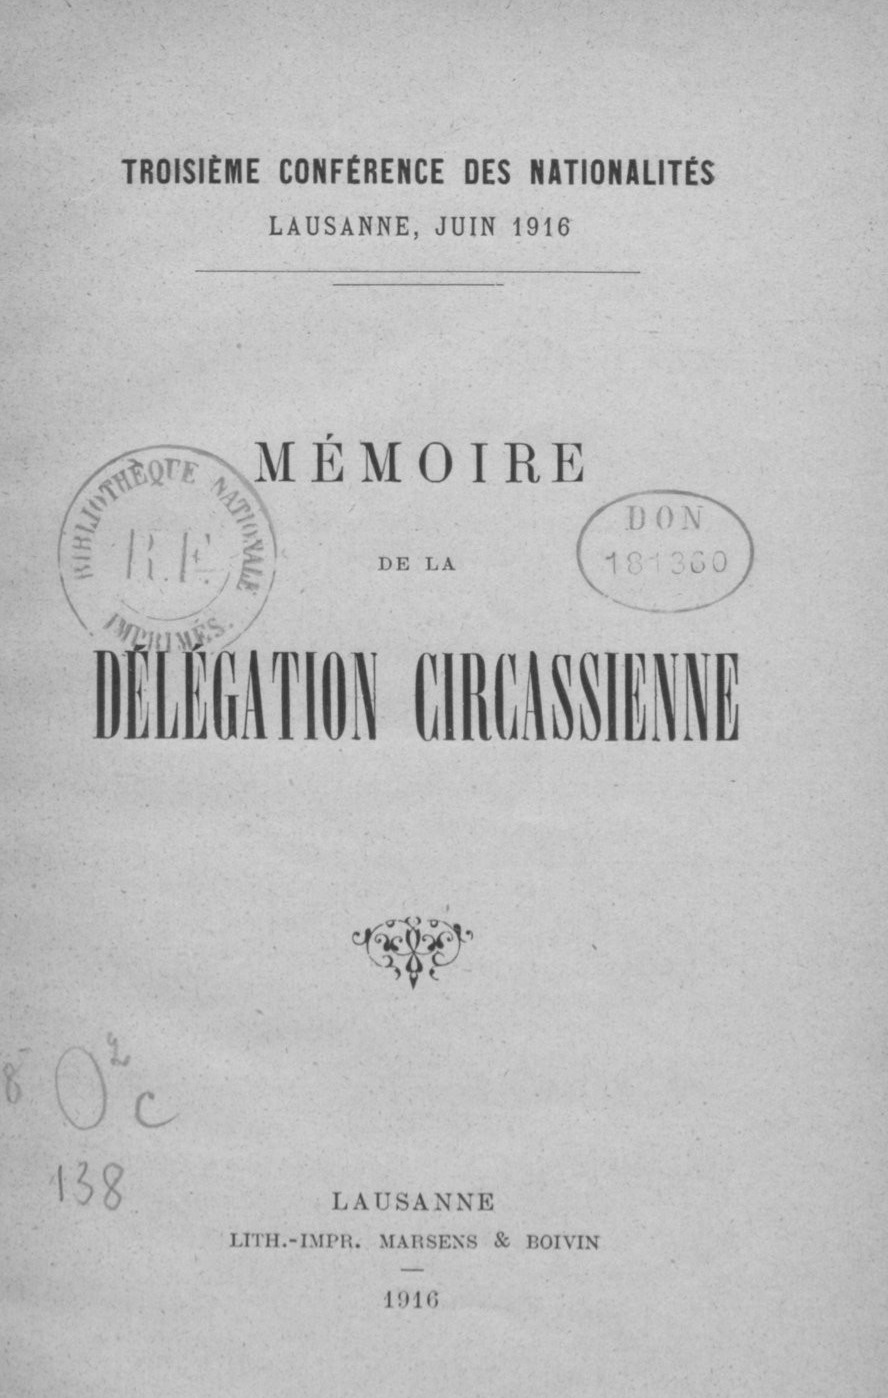 TROISIÈME CONFÉRENCE DES NATIONALITÉS
LAUSANNE, JUIN 1916
MÉMOIRE
BIBLIOTHÈQUE NATIONALE
R.F.
IMPRIMÉS.
DON
181360
DE LA
DÉLÉGATION CIRCASSIENNE
8° O²c
138
LAUSANNE
LITH.-IMPR. MARSENS & BOIVIN
1916